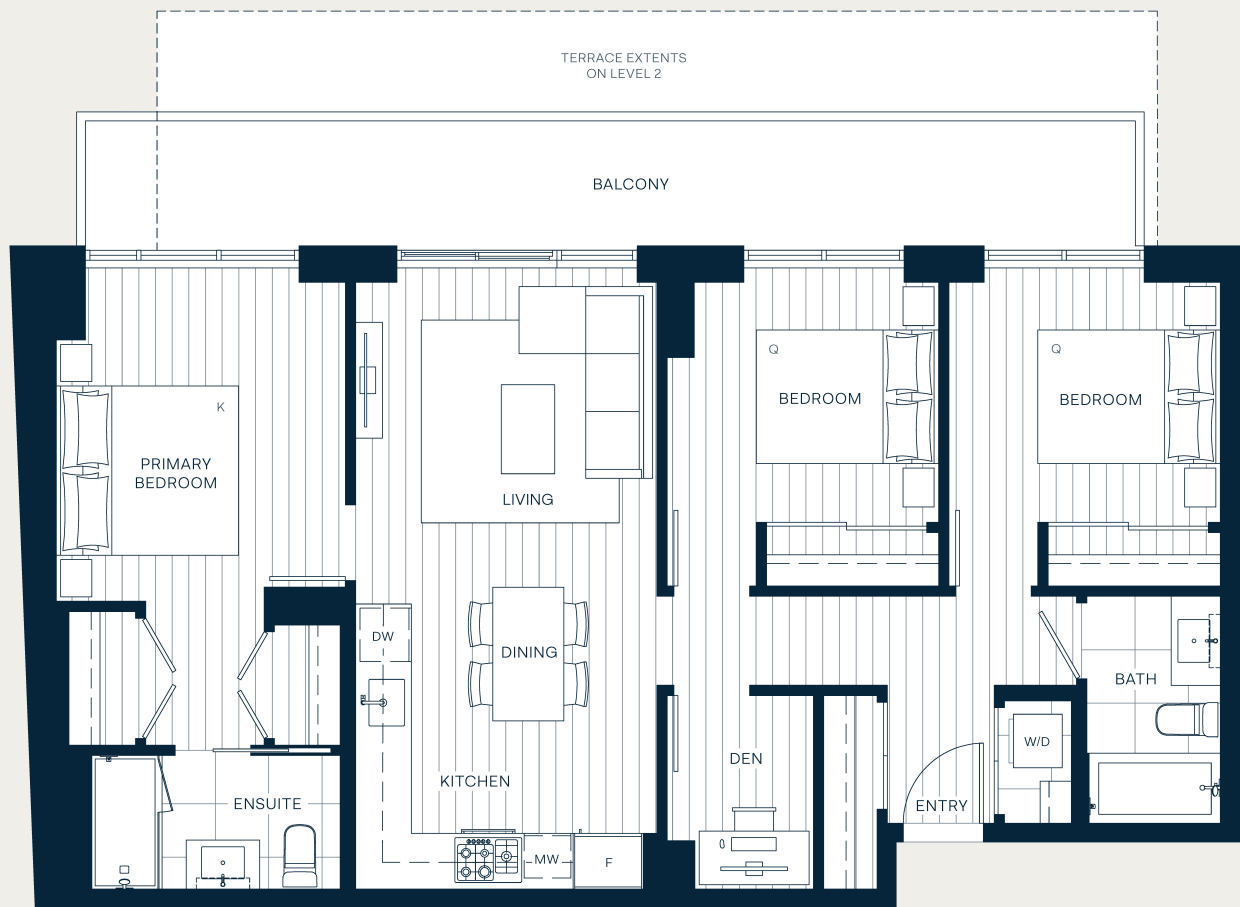 TERRACE EXTENTS
ON LEVEL 2
BALCONY
K
PRIMARY
BEDROOM
LIVING
Q
BEDROOM
Q
BEDROOM
DW
DINING
KITCHEN
MW
F
ENSUITE
DEN
ENTRY
W/D
BATH